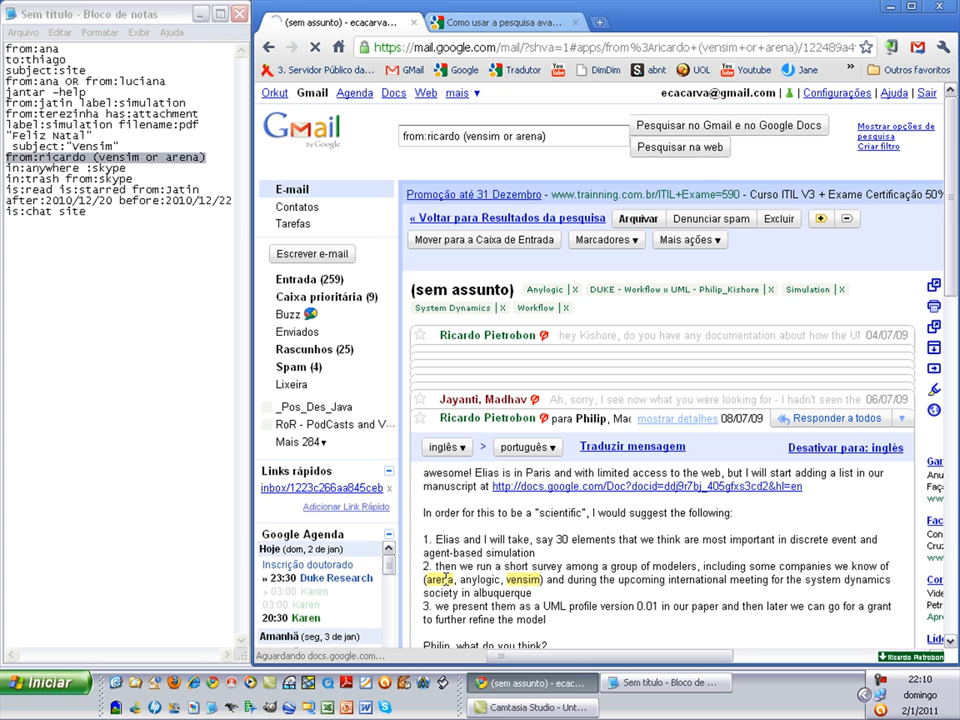 Sem título - Bloco de notas
Arquivo Editar Formatar Exibir Ajuda
from:ana
to:thiago
subject:site
from:ana OR from:luciana
jantar -help
from:jatin label:simulation
from:terezinha has:attachment
label:simulation filename:pdf
"Feliz Natal"
subject:"Vensim"
from:ricardo (vensim or arena)
in:anywhere :skype
in:trash from:skype
is:read is:starred from:Jatin
after:2010/12/20 before:2010/12/22
is:chat site
(sem assunto) - ecacarva...
Como usar a pesquisa ava...
https://mail.google.com/mail/?shva=1#apps/from%3Aricardo+(vensim+or+arena)/122489a4
3. Servidor Público da... GMail Google Tradutor DimDim abnt UOL Youtube Jane » Outros favoritos
Orkut Gmail Agenda Docs Web mais ▼
ecacarva@gmail.com | Configurações | Ajuda | Sair
Gmail
by Google
from:ricardo (vensim or arena)
Pesquisar no Gmail e no Google Docs
Pesquisar na web
Mostrar opções de pesquisa
Criar filtro
E-mail
Contatos
Tarefas
Escrever e-mail
Entrada (259)
Caixa prioritária (9)
Buzz
Enviados
Rascunhos (25)
Spam (4)
Lixeira
_Pos_Des_Java
RoR - PodCasts and V...
Mais 284▼
Links rápidos
inbox/1223c266aa845ceb x
Adicionar Link Rápido
Google Agenda
Hoje (dom, 2 de jan)
Inscrição doutorado
» 23:30 Duke Research
» 03:00 Karen
03:00 Karen
20:30 Karen
Amanhã (seg, 3 de jan)
Promoção até 31 Dezembro - www.trainning.com.br/ITIL+Exame=590 - Curso ITIL V3 + Exame Certificação 50%
« Voltar para Resultados da pesquisa Arquivar Denunciar spam Excluir
Mover para a Caixa de Entrada Marcadores ▼ Mais ações ▼
(sem assunto) Anylogic | X DUKE - Workflow x UML - Philip_Kishore | X Simulation | X
System Dynamics | X Workflow | X
Ricardo Pietrobon hey Kishore, do you have any documentation about how the UM 04/07/09
Jayanti, Madhav Ah, sorry, I see now what you were looking for - I hadn't seen the 06/07/09
Ricardo Pietrobon para Philip, Mad mostrar detalhes 08/07/09 Responder a todos
inglês ▼ > português ▼ Traduzir mensagem Desativar para: inglês
awesome! Elias is in Paris and with limited access to the web, but I will start adding a list in our
manuscript at http://docs.google.com/Doc?docid=ddj9r7bj_405gfxs3cd2&hl=en
In order for this to be a "scientific", I would suggest the following:
1. Elias and I will take, say 30 elements that we think are most important in discrete event and
agent-based simulation
2. then we run a short survey among a group of modelers, including some companies we know of
(arena, anylogic, vensim) and during the upcoming international meeting for the system dynamics
society in albuquerque
3. we present them as a UML profile version 0.01 in our paper and then later we can go for a grant
to further refine the model
Philip, what do you think?
Gar
Anu
Faça
www
Fac
Con
Cruz
www
Cor
Vide
Petr
Apro
Líde
Aguardando docs.google.com...
Ricardo Pietrobon
Iniciar
(sem assunto) - ecac...
Sem título - Bloco de ...
Camtasia Studio - Unt...
22:10
domingo
2/1/2011